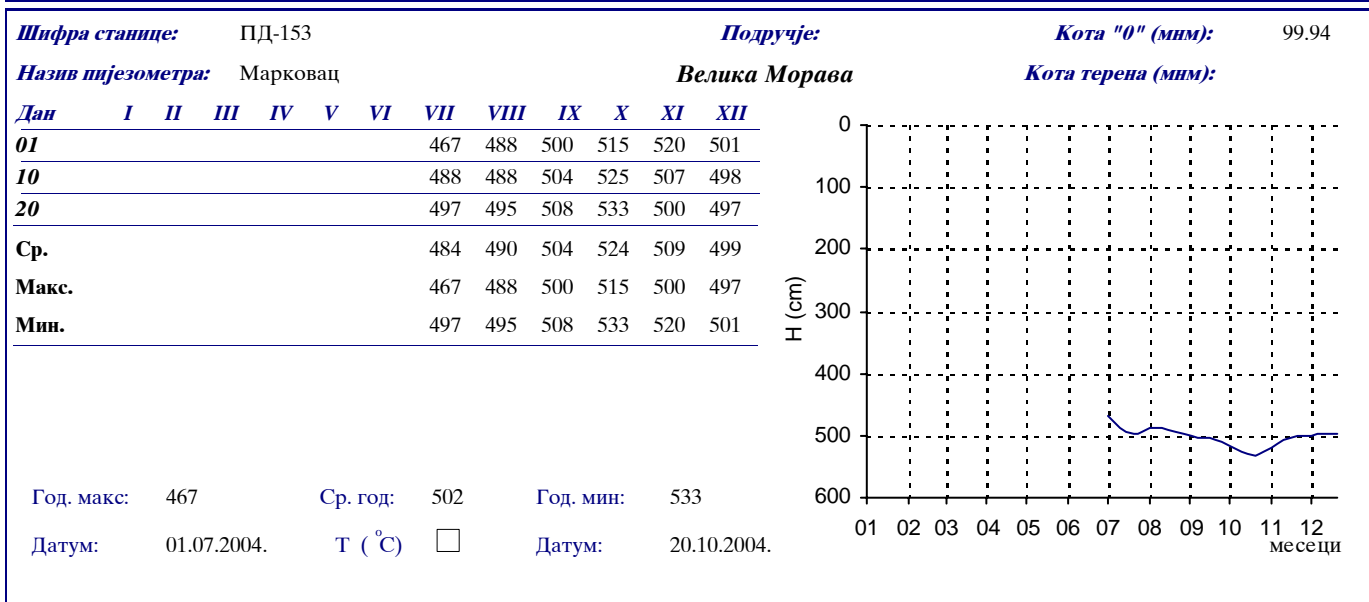 Шифра станице: ПД-153 Подручје: Кота "0" (мнм): 99.94
Назив пијезометра: Марковац Велика Морава Кота терена (мнм):
Дан I II III IV V VI VII VIII IX X XI XII
01 467 488 500 515 520 501
10 488 488 504 525 507 498
20 497 495 508 533 500 497
Ср. 484 490 504 524 509 499
Макс. 467 488 500 515 500 497
Мин. 497 495 508 533 520 501
Год. макс: 467 Ср. год: 502 Год. мин: 533
Датум: 01.07.2004. Т ( °C) Датум: 20.10.2004.
H (cm)
0
100
200
300
400
500
600
01 02 03 04 05 06 07 08 09 10 11 12
месеци